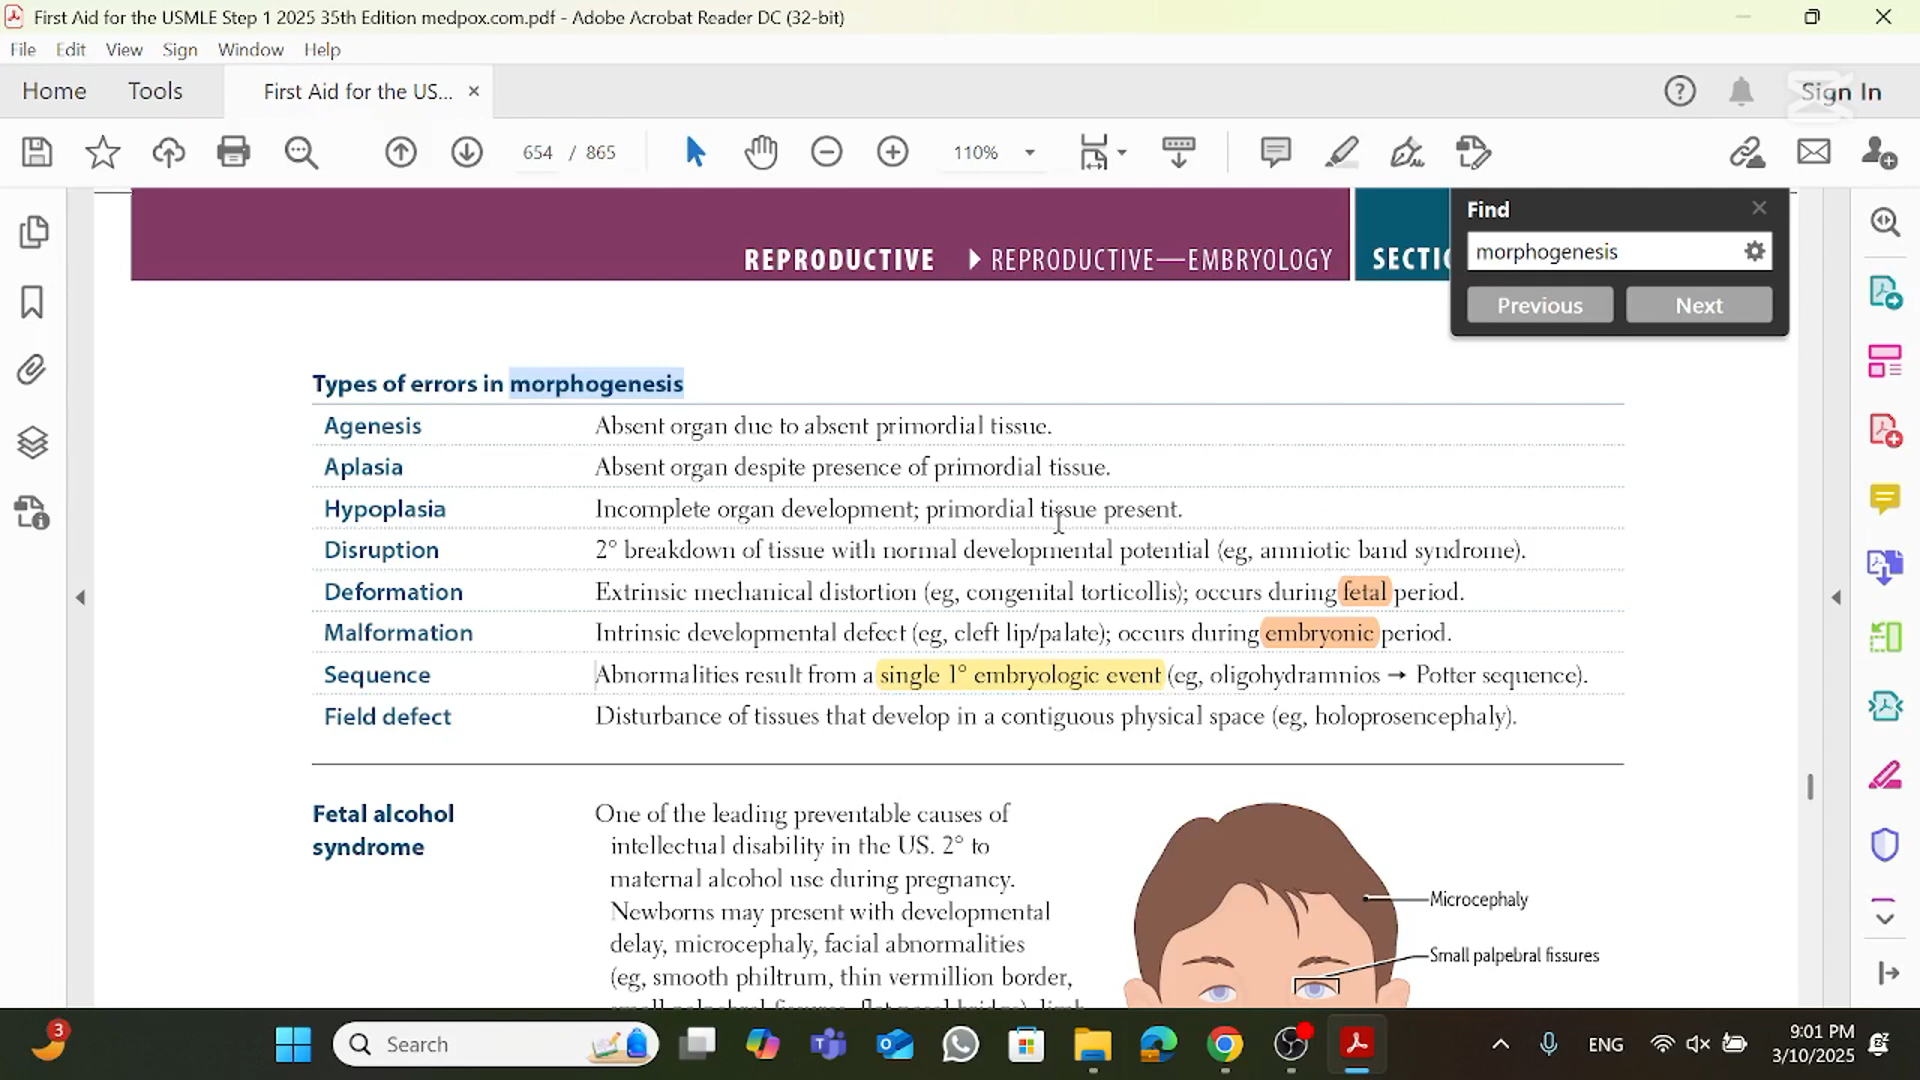 First Aid for the USMLE Step 1 2025 35th Edition medpox.com.pdf - Adobe Acrobat Reader DC (32-bit)
File Edit View Sign Window Help
Home Tools First Aid for the US... × Sign In
654 / 865 110%
REPRODUCTIVE ▶ REPRODUCTIVE—EMBRYOLOGY
Find
morphogenesis
Previous Next
Types of errors in morphogenesis
Agenesis Absent organ due to absent primordial tissue.
Aplasia Absent organ despite presence of primordial tissue.
Hypoplasia Incomplete organ development; primordial tissue present.
Disruption 2° breakdown of tissue with normal developmental potential (eg, amniotic band syndrome).
Deformation Extrinsic mechanical distortion (eg, congenital torticollis); occurs during fetal period.
Malformation Intrinsic developmental defect (eg, cleft lip/palate); occurs during embryonic period.
Sequence Abnormalities result from a single 1° embryologic event (eg, oligohydramnios → Potter sequence).
Field defect Disturbance of tissues that develop in a contiguous physical space (eg, holoprosencephaly).
Fetal alcohol
syndrome
One of the leading preventable causes of
intellectual disability in the US. 2° to
maternal alcohol use during pregnancy.
Newborns may present with developmental
delay, microcephaly, facial abnormalities
(eg, smooth philtrum, thin vermillion border,
Microcephaly
Small palpebral fissures
3
Search
ENG
9:01 PM
3/10/2025